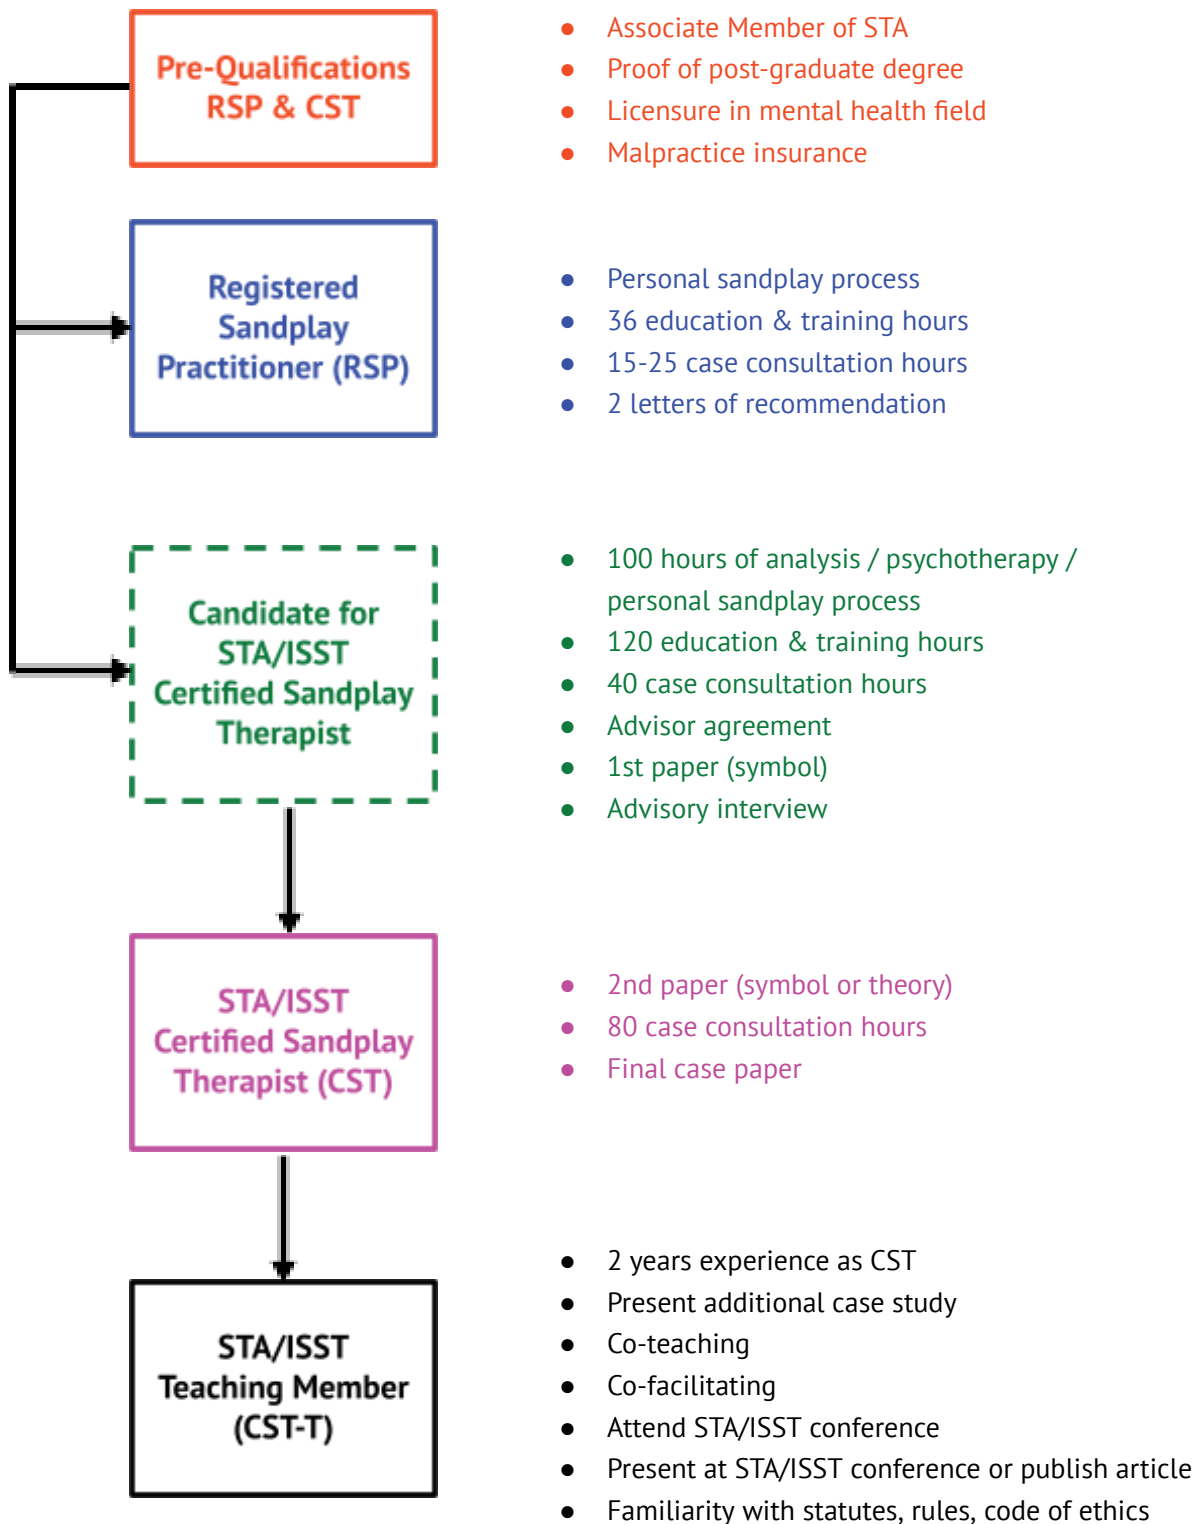 Pre-Qualifications
RSP & CST
● Associate Member of STA
● Proof of post-graduate degree
● Licensure in mental health field
● Malpractice insurance
Registered
Sandplay
Practitioner (RSP)
● Personal sandplay process
● 36 education & training hours
● 15-25 case consultation hours
● 2 letters of recommendation
Candidate for
STA/ISST
Certified Sandplay
Therapist
● 100 hours of analysis / psychotherapy /
personal sandplay process
● 120 education & training hours
● 40 case consultation hours
● Advisor agreement
● 1st paper (symbol)
● Advisory interview
STA/ISST
Certified Sandplay
Therapist (CST)
● 2nd paper (symbol or theory)
● 80 case consultation hours
● Final case paper
STA/ISST
Teaching Member
(CST-T)
● 2 years experience as CST
● Present additional case study
● Co-teaching
● Co-facilitating
● Attend STA/ISST conference
● Present at STA/ISST conference or publish article
● Familiarity with statutes, rules, code of ethics